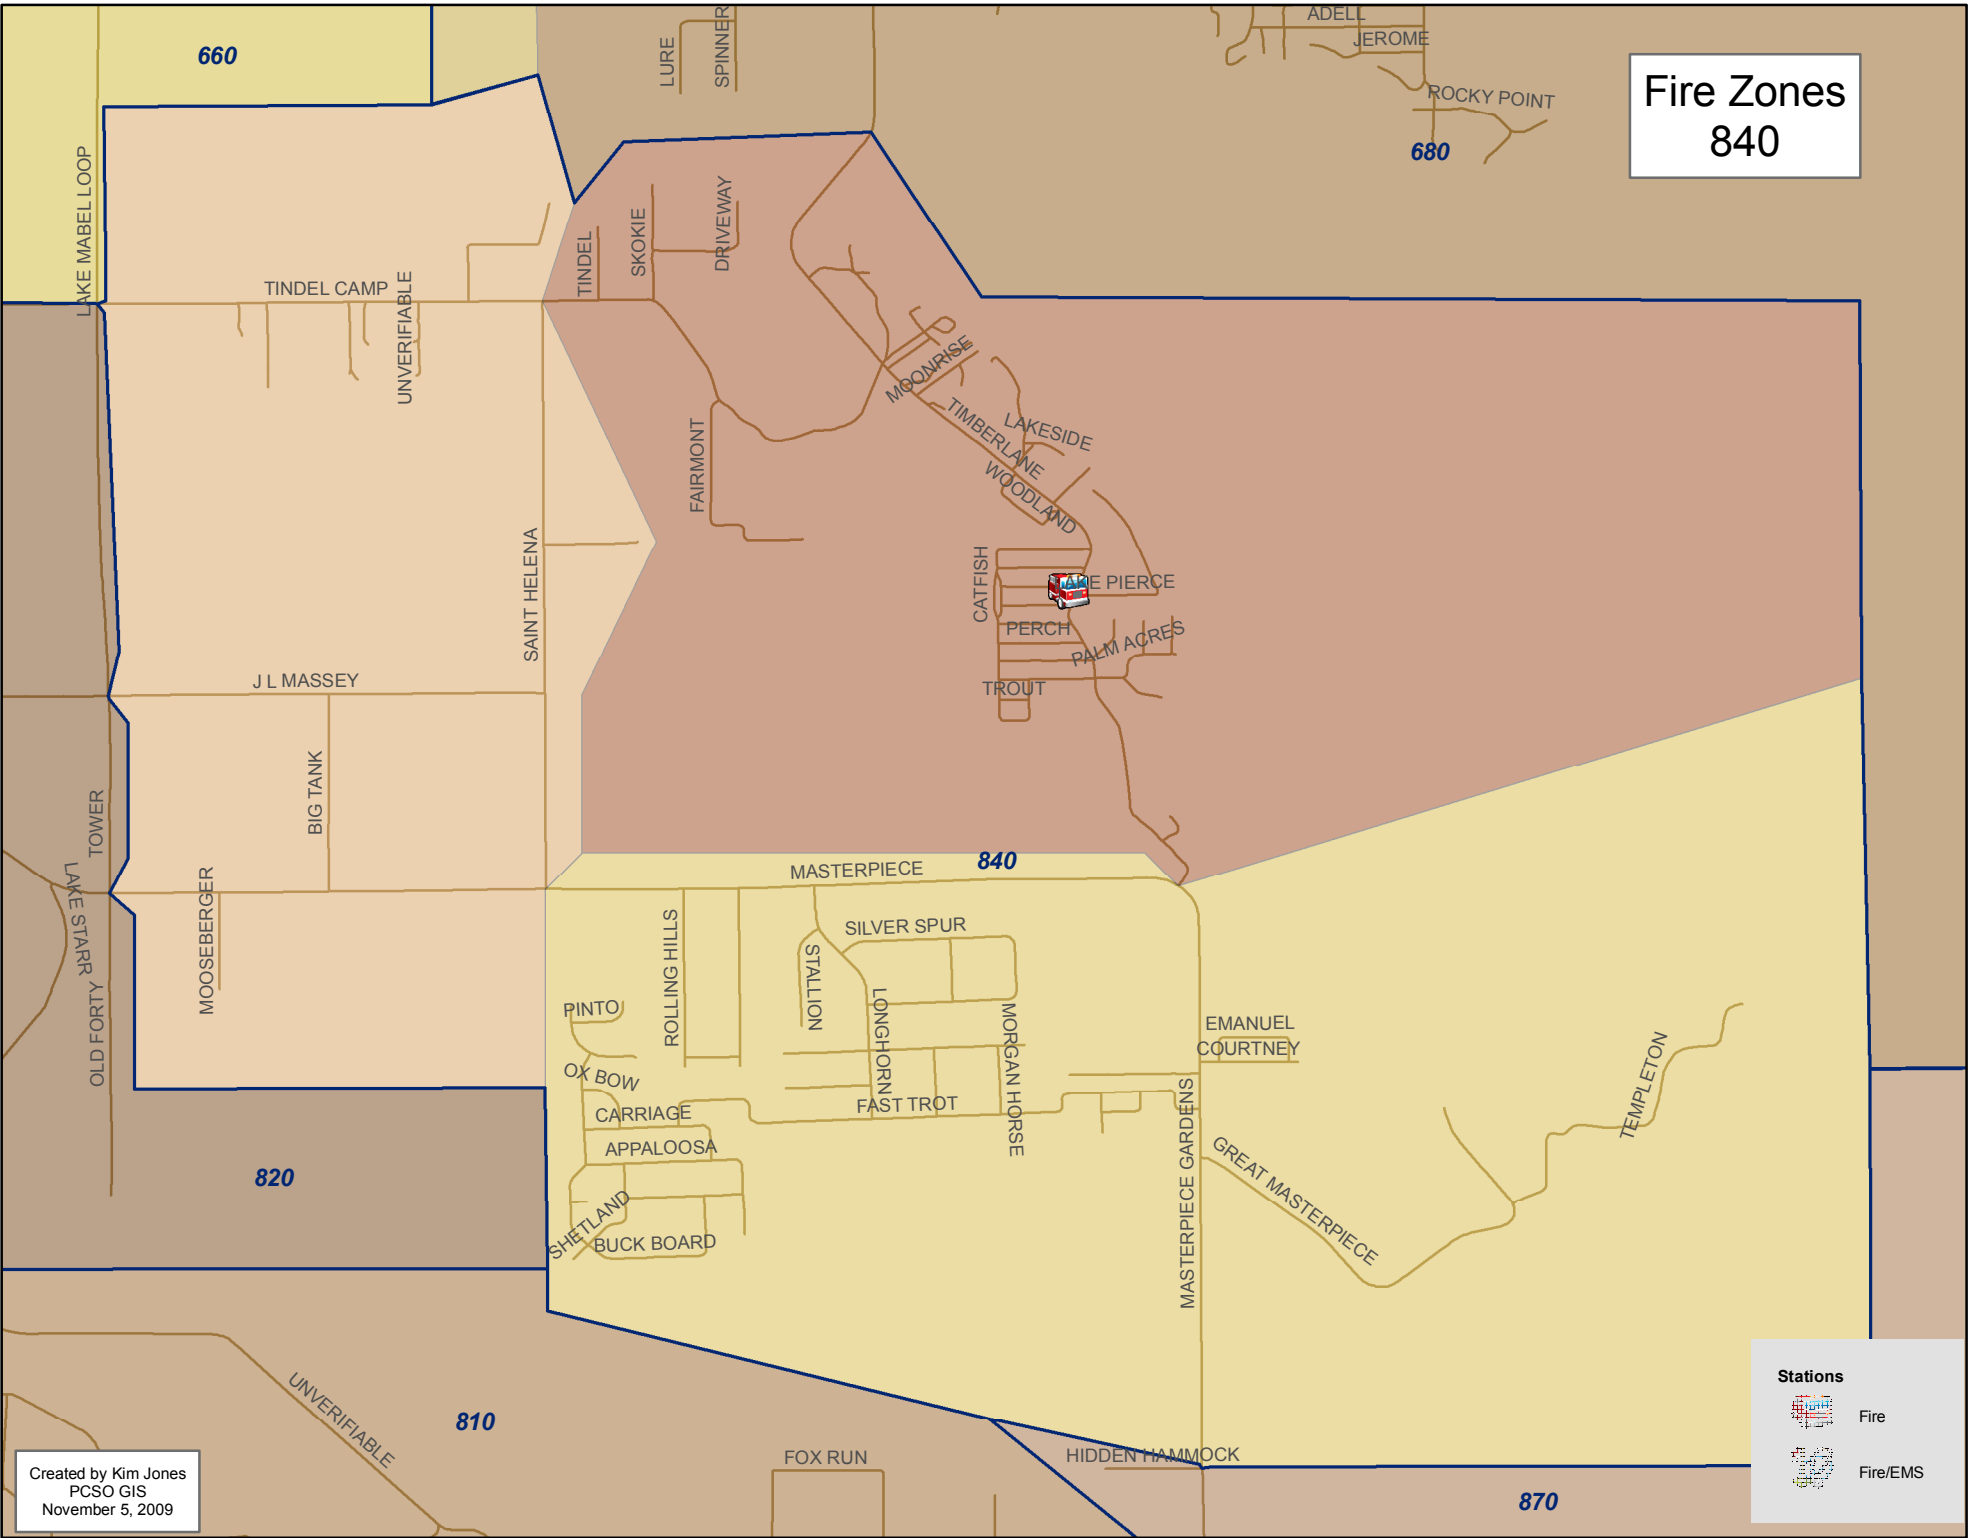 660
LURE
SPINNER
ADELL
JEROME
ROCKY POINT
680
Fire Zones
840
LAKE MABEL LOOP
TINDEL CAMP
UNVERIFIABLE
TINDEL
SKOKIE
DRIVEWAY
MOONRISE
TIMBERLANE
LAKESIDE
WOODLAND
FAIRMONT
SAINT HELENA
CATFISH
AKE PIERCE
PERCH
PALM ACRES
TROUT
J L MASSEY
BIG TANK
TOWER
LAKE STARR
OLD FORTY
MOOSEBERGER
840
MASTERPIECE
ROLLING HILLS
STALLION
SILVER SPUR
LONGHORN
MORGAN HORSE
PINTO
OX BOW
CARRIAGE
APPALOOSA
FAST TROT
SHETLAND
BUCK BOARD
EMANUEL
COURTNEY
MASTERPIECE GARDENS
GREAT MASTERPIECE
TEMPLETON
820
810
UNVERIFIABLE
FOX RUN
HIDDEN HAMMOCK
870
Stations
Fire
Fire/EMS
Created by Kim Jones
PCSO GIS
November 5, 2009